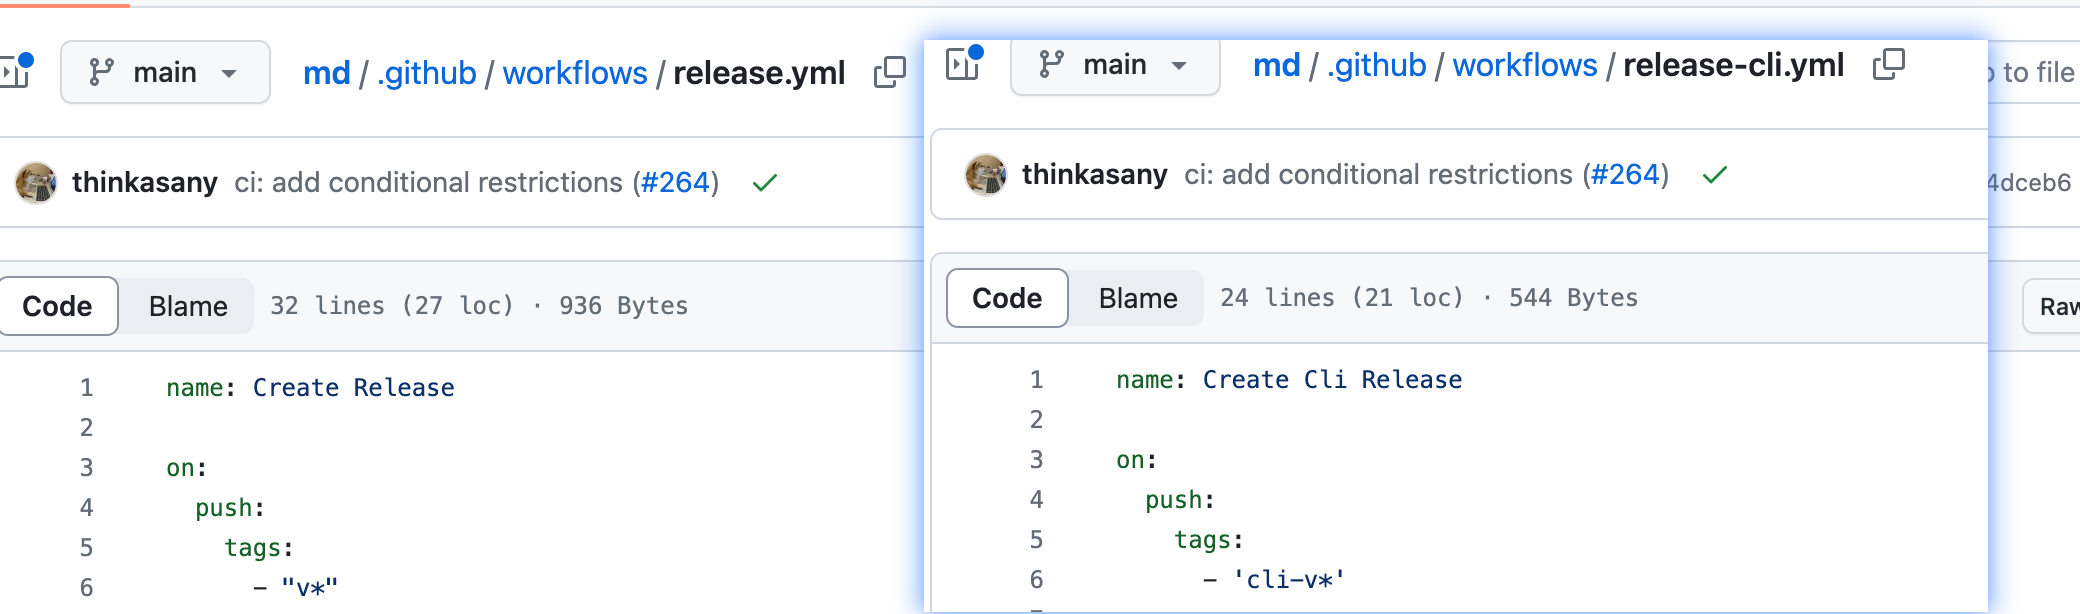 main
md / .github / workflows / release.yml
thinkasany ci: add conditional restrictions (#264)
Code Blame 32 lines (27 loc) · 936 Bytes
1 name: Create Release
2
3 on:
4 push:
5 tags:
6 - "v*"
main
md / .github / workflows / release-cli.yml
thinkasany ci: add conditional restrictions (#264)
Code Blame 24 lines (21 loc) · 544 Bytes
1 name: Create Cli Release
2
3 on:
4 push:
5 tags:
6 - 'cli-v*'
to file
4dceb6
Raw